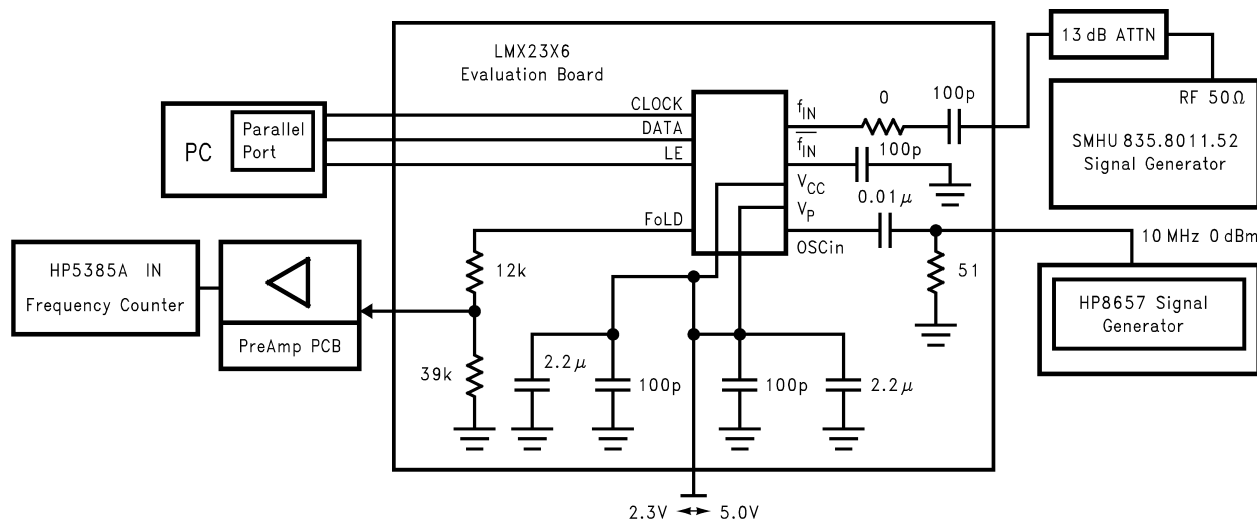 13 dB ATTN
LMX23X6
Evaluation Board
RF 50Ω
CLOCK
f_IN
0
100p
PC
Parallel
Port
DATA
SMHU 835.8011.52
Signal Generator
LE
f̅_IN̅
100p
V_CC
0.01μ
V_P
FoLD
OSCin
10 MHz 0 dBm
HP5385A IN
Frequency Counter
12k
51
HP8657 Signal
Generator
PreAmp PCB
39k
2.2μ
100p
100p
2.2μ
2.3V
5.0V